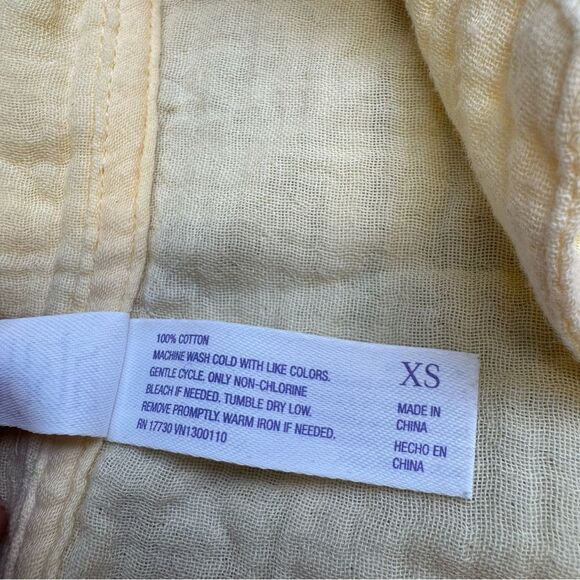 100% COTTON
MACHINE WASH COLD WITH LIKE COLORS.
GENTLE CYCLE. ONLY NON-CHLORINE
BLEACH IF NEEDED. TUMBLE DRY LOW.
REMOVE PROMPTLY. WARM IRON IF NEEDED.
RN 17730 VN1300110
XS
MADE IN
CHINA
HECHO EN
CHINA